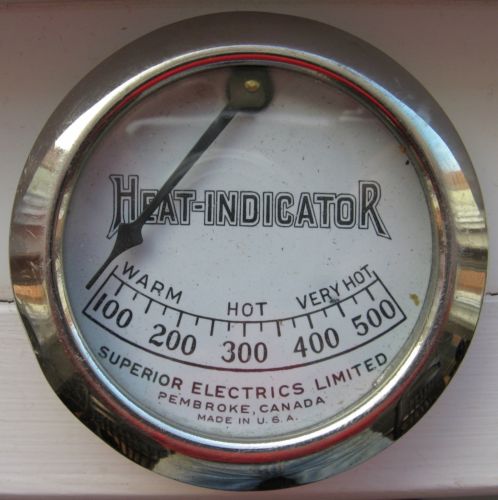 HEAT-INDICATOR
WARM HOT VERY HOT
100 200 300 400 500
SUPERIOR ELECTRICS LIMITED
PEMBROKE, CANADA
MADE IN U.S.A.